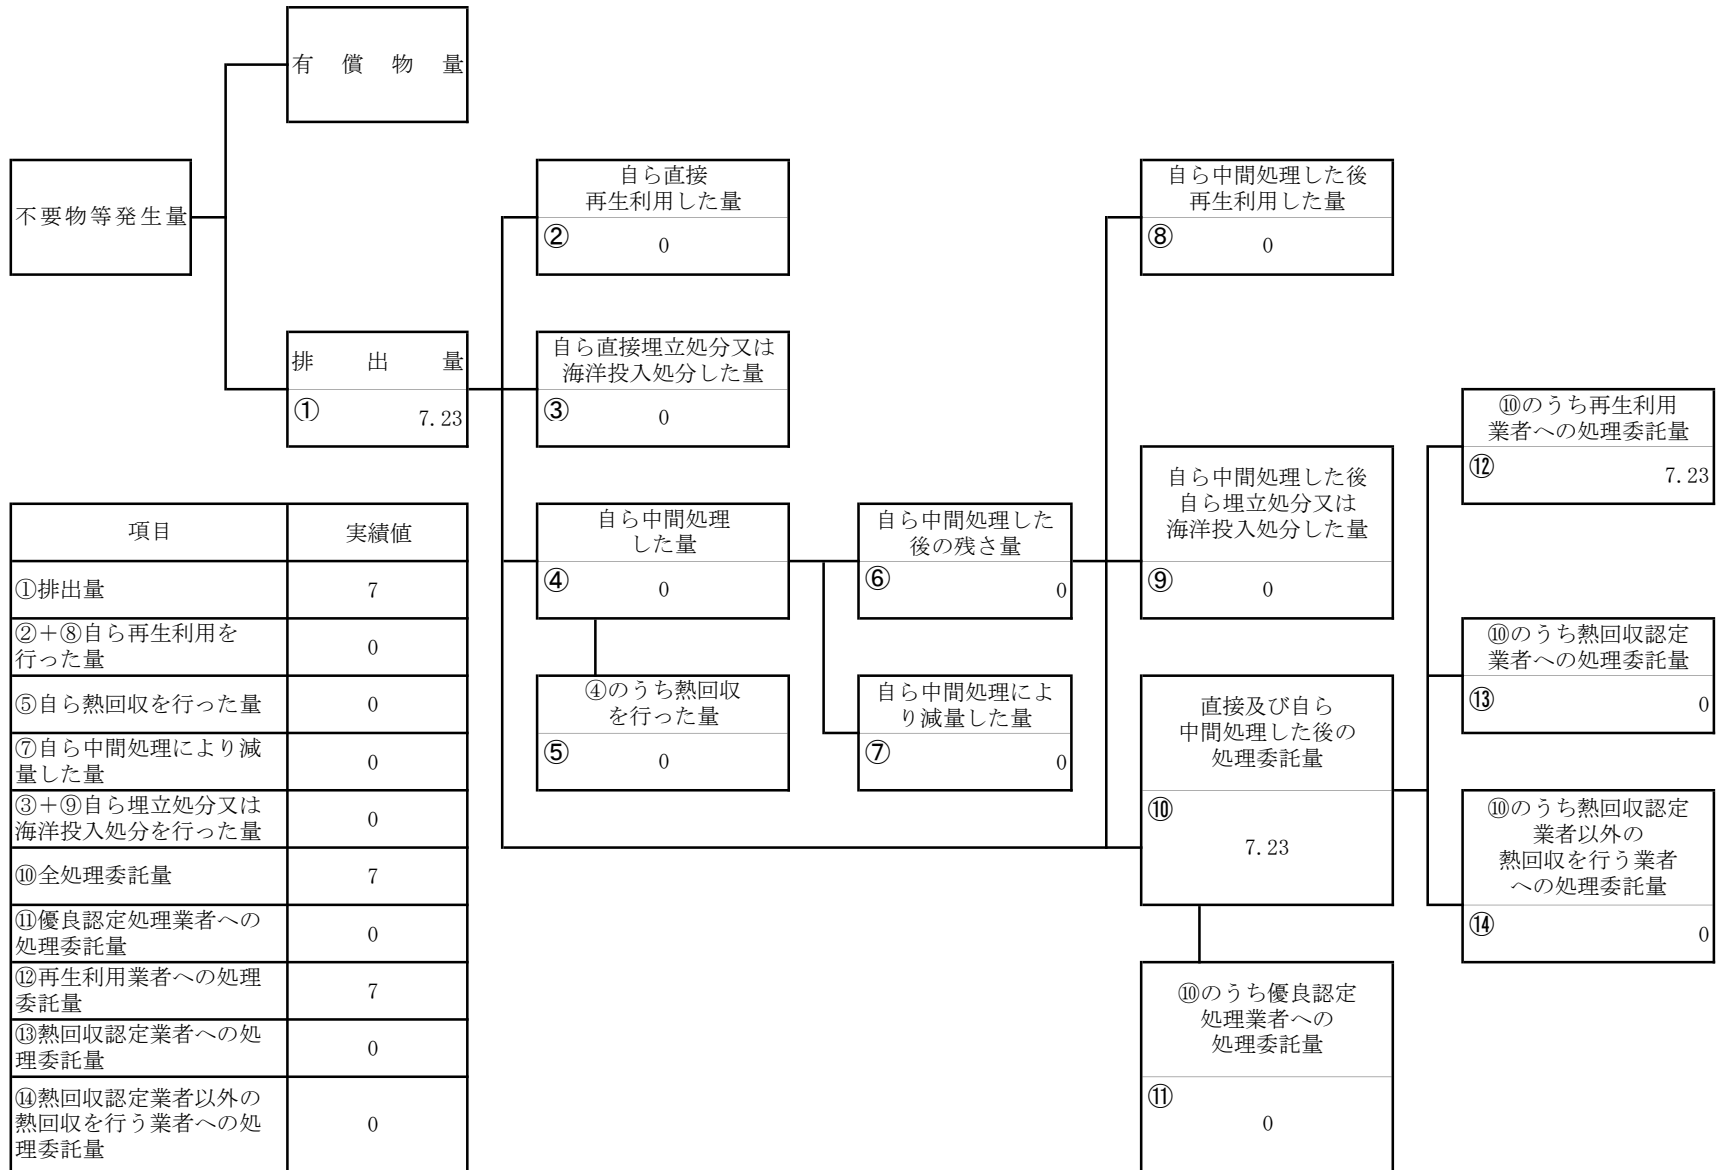 有償物量
不要物等発生量
排出量
①
7.23
自ら直接
再生利用した量
②
0
自ら直接埋立処分又は
海洋投入処分した量
③
0
自ら中間処理
した量
④
0
④のうち熱回収
を行った量
⑤
0
自ら中間処理した
後の残さ量
⑥
0
自ら中間処理によ
り減量した量
⑦
0
自ら中間処理した後
再生利用した量
⑧
0
自ら中間処理した後
自ら埋立処分又は
海洋投入処分した量
⑨
0
直接及び自ら
中間処理した後の
処理委託量
⑩
7.23
⑩のうち優良認定
処理業者への
処理委託量
⑪
0
⑩のうち再生利用
業者への処理委託量
⑫
7.23
⑩のうち熱回収認定
業者への処理委託量
⑬
0
⑩のうち熱回収認定
業者以外の
熱回収を行う業者
への処理委託量
⑭
0
項目 実績値
①排出量 7
②＋⑧自ら再生利用を
行った量 0
⑤自ら熱回収を行った量 0
⑦自ら中間処理により減
量した量 0
③＋⑨自ら埋立処分又は
海洋投入処分を行った量 0
⑩全処理委託量 7
⑪優良認定処理業者への
処理委託量 0
⑫再生利用業者への処理
委託量 7
⑬熱回収認定業者への処
理委託量 0
⑭熱回収認定業者以外の
熱回収を行う業者への処
理委託量 0